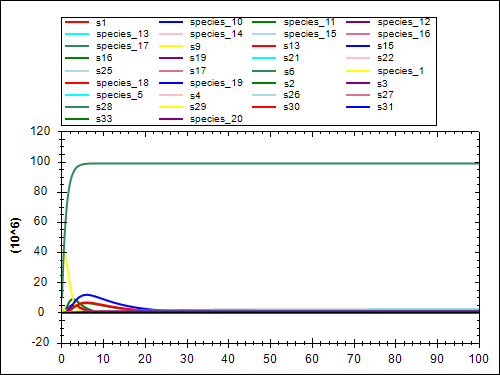 s1 species_10 species_11 species_12
species_13 species_14 species_15 species_16
species_17 s9 s13 s15
s16 s19 s21 s22
s25 s17 s6 species_1
species_18 species_19 s2 s3
species_5 s4 s26 s27
s28 s29 s30 s31
s33 species_20
120
100
80
60
40
20
0
-20
(10^6)
0 10 20 30 40 50 60 70 80 90 100